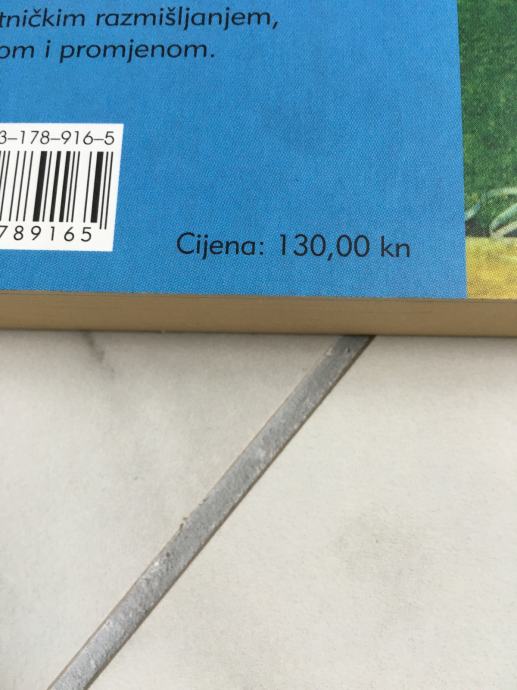 tničkim razmišljanjem,
om i promjenom.
3–178–916–5
789165
Cijena: 130,00 kn